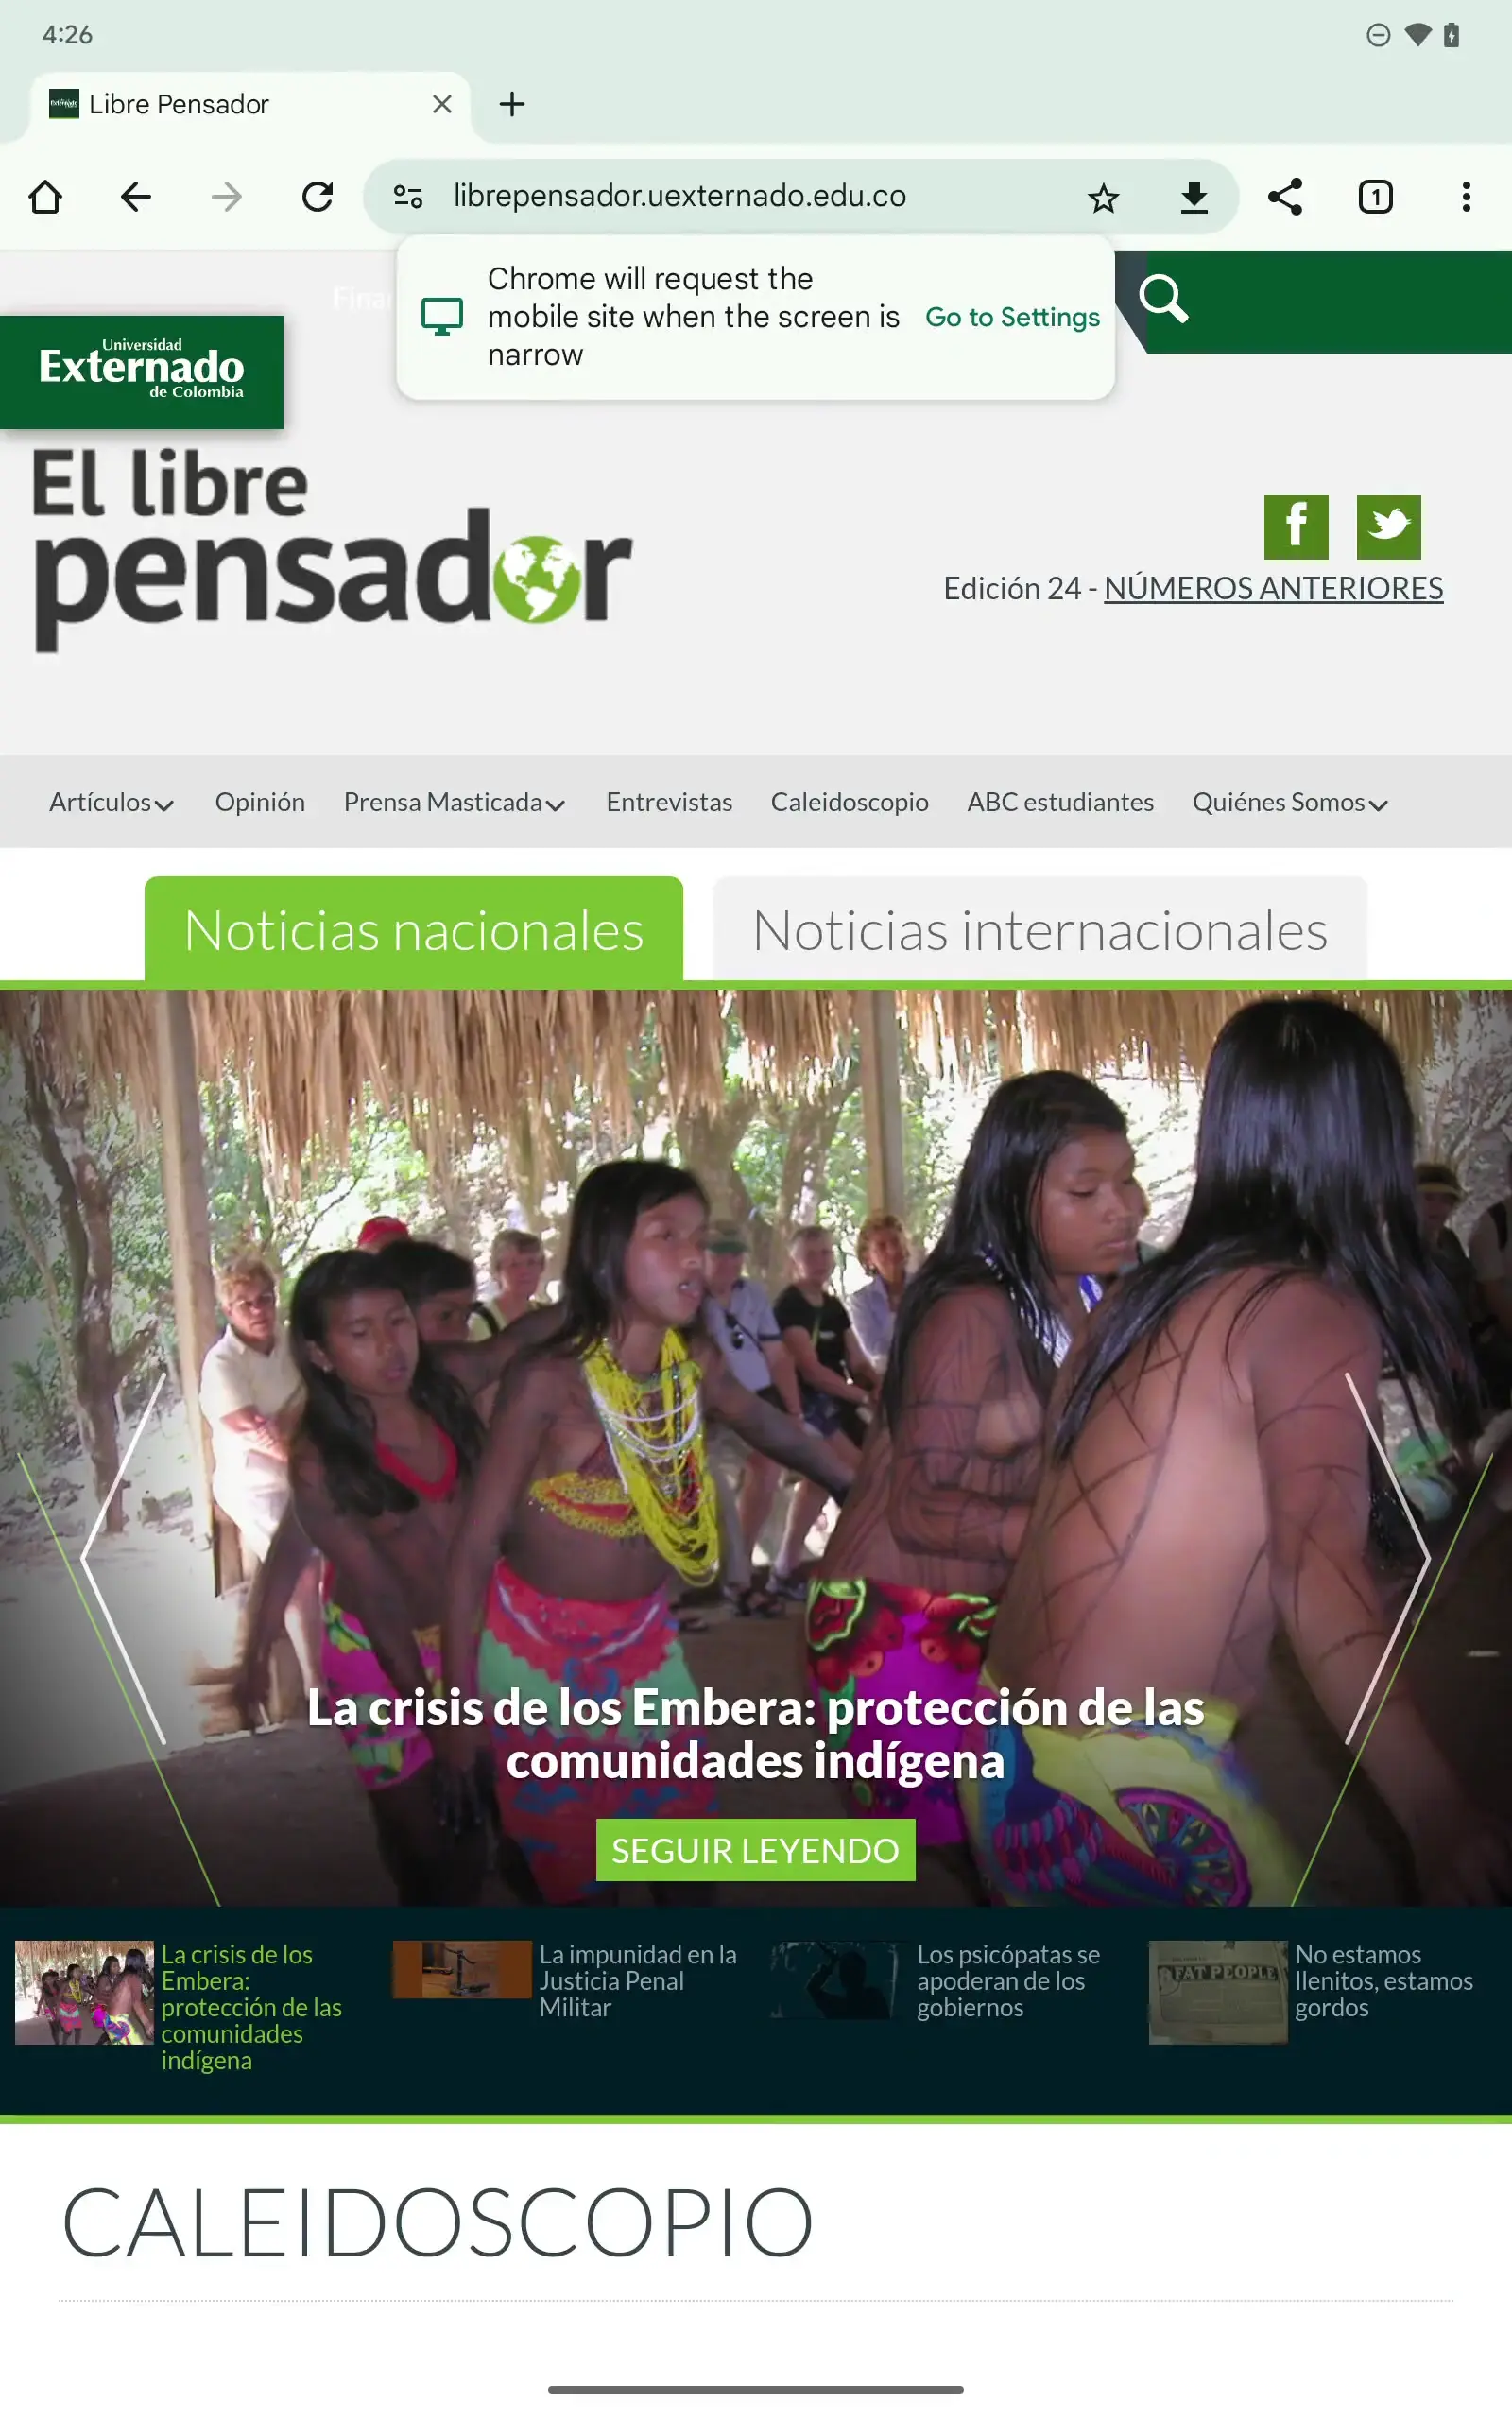 4:26
Libre Pensador
librepensador.uexternado.edu.co
1
Chrome will request the
mobile site when the screen is
narrow
Go to Settings
Universidad
Externado
de Colombia
El libre
pensador
Edición 24 - NÚMEROS ANTERIORES
Artículos
Opinión
Prensa Masticada
Entrevistas
Caleidoscopio
ABC estudiantes
Quiénes Somos
Noticias nacionales
Noticias internacionales
La crisis de los Embera: protección de las
comunidades indígena
SEGUIR LEYENDO
La crisis de los
Embera:
protección de las
comunidades
indígena
La impunidad en la
Justicia Penal
Militar
Los psicópatas se
apoderan de los
gobiernos
FAT PEOPLE
No estamos
llenitos, estamos
gordos
CALEIDOSCOPIO